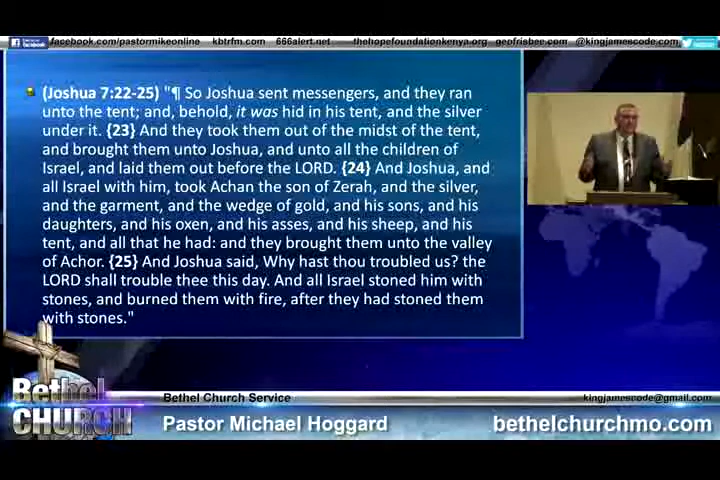 facebook.com/pastormikeonline kbtrfm.com 666alert.net thehopefoundationkenya.org geofrisbee.com @kingjamescode.com
(Joshua 7:22-25) "¶ So Joshua sent messengers, and they ran
unto the tent; and, behold, it was hid in his tent, and the silver
under it. {23} And they took them out of the midst of the tent,
and brought them unto Joshua, and unto all the children of
Israel, and laid them out before the LORD. {24} And Joshua, and
all Israel with him, took Achan the son of Zerah, and the silver,
and the garment, and the wedge of gold, and his sons, and his
daughters, and his oxen, and his asses, and his sheep, and his
tent, and all that he had: and they brought them unto the valley
of Achor. {25} And Joshua said, Why hast thou troubled us? the
LORD shall trouble thee this day. And all Israel stoned him with
stones, and burned them with fire, after they had stoned them
with stones."
Bethel
CHURCH
Bethel Church Service
kingjamescode@gmail.com
Pastor Michael Hoggard
bethelchurchmo.com